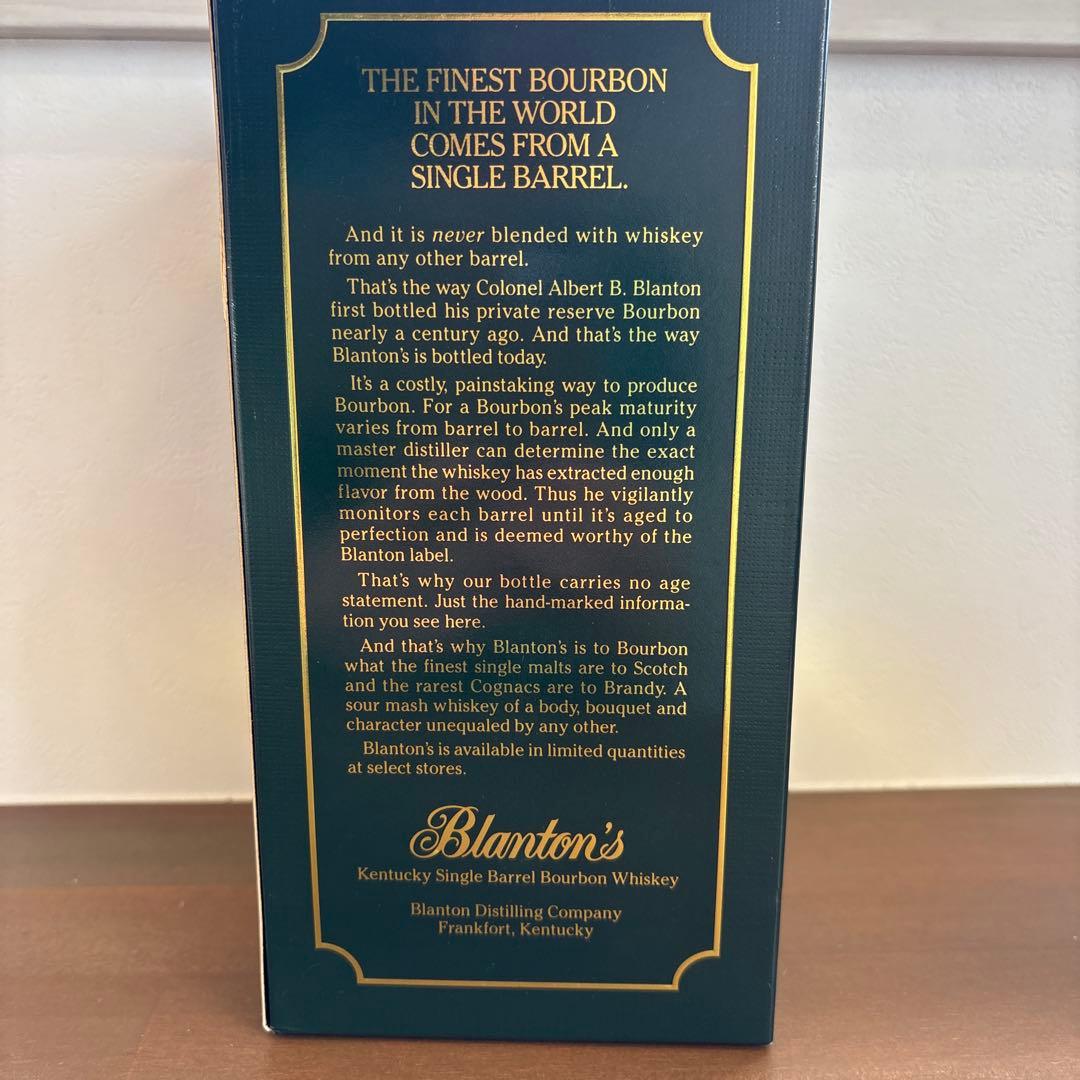 THE FINEST BOURBON
IN THE WORLD
COMES FROM A
SINGLE BARREL.
And it is never blended with whiskey
from any other barrel.
That's the way Colonel Albert B. Blanton
first bottled his private reserve Bourbon
nearly a century ago. And that's the way
Blanton's is bottled today.
It's a costly, painstaking way to produce
Bourbon. For a Bourbon's peak maturity
varies from barrel to barrel. And only a
master distiller can determine the exact
moment the whiskey has extracted enough
flavor from the wood. Thus he vigilantly
monitors each barrel until it's aged to
perfection and is deemed worthy of the
Blanton label.
That's why our bottle carries no age
statement. Just the hand-marked informa-
tion you see here.
And that's why Blanton's is to Bourbon
what the finest single malts are to Scotch
and the rarest Cognacs are to Brandy. A
sour mash whiskey of a body, bouquet and
character unequaled by any other.
Blanton's is available in limited quantities
at select stores.
Blanton's
Kentucky Single Barrel Bourbon Whiskey
Blanton Distilling Company
Frankfort, Kentucky